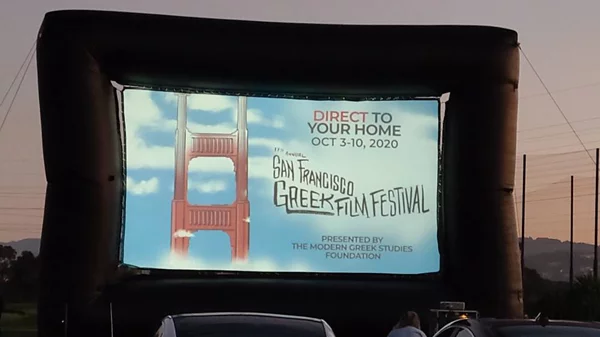 DIRECT TO
YOUR HOME
OCT 3-10, 2020
SAN FRANCISCO
GREEK FILM FESTIVAL
PRESENTED BY
THE MODERN GREEK STUDIES
FOUNDATION